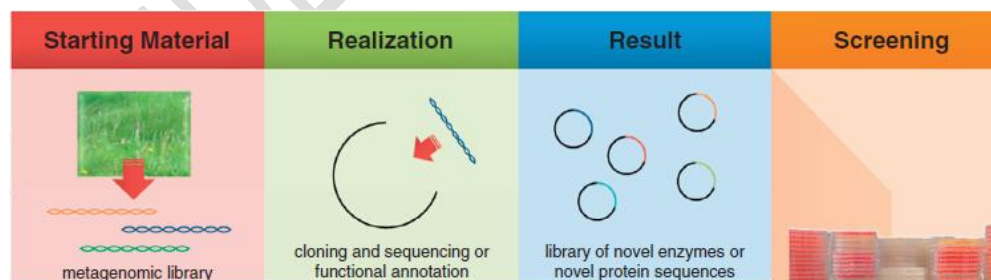 Starting Material
Realization
Result
Screening
metagenomic library
cloning and sequencing or
functional annotation
library of novel enzymes or
novel protein sequences